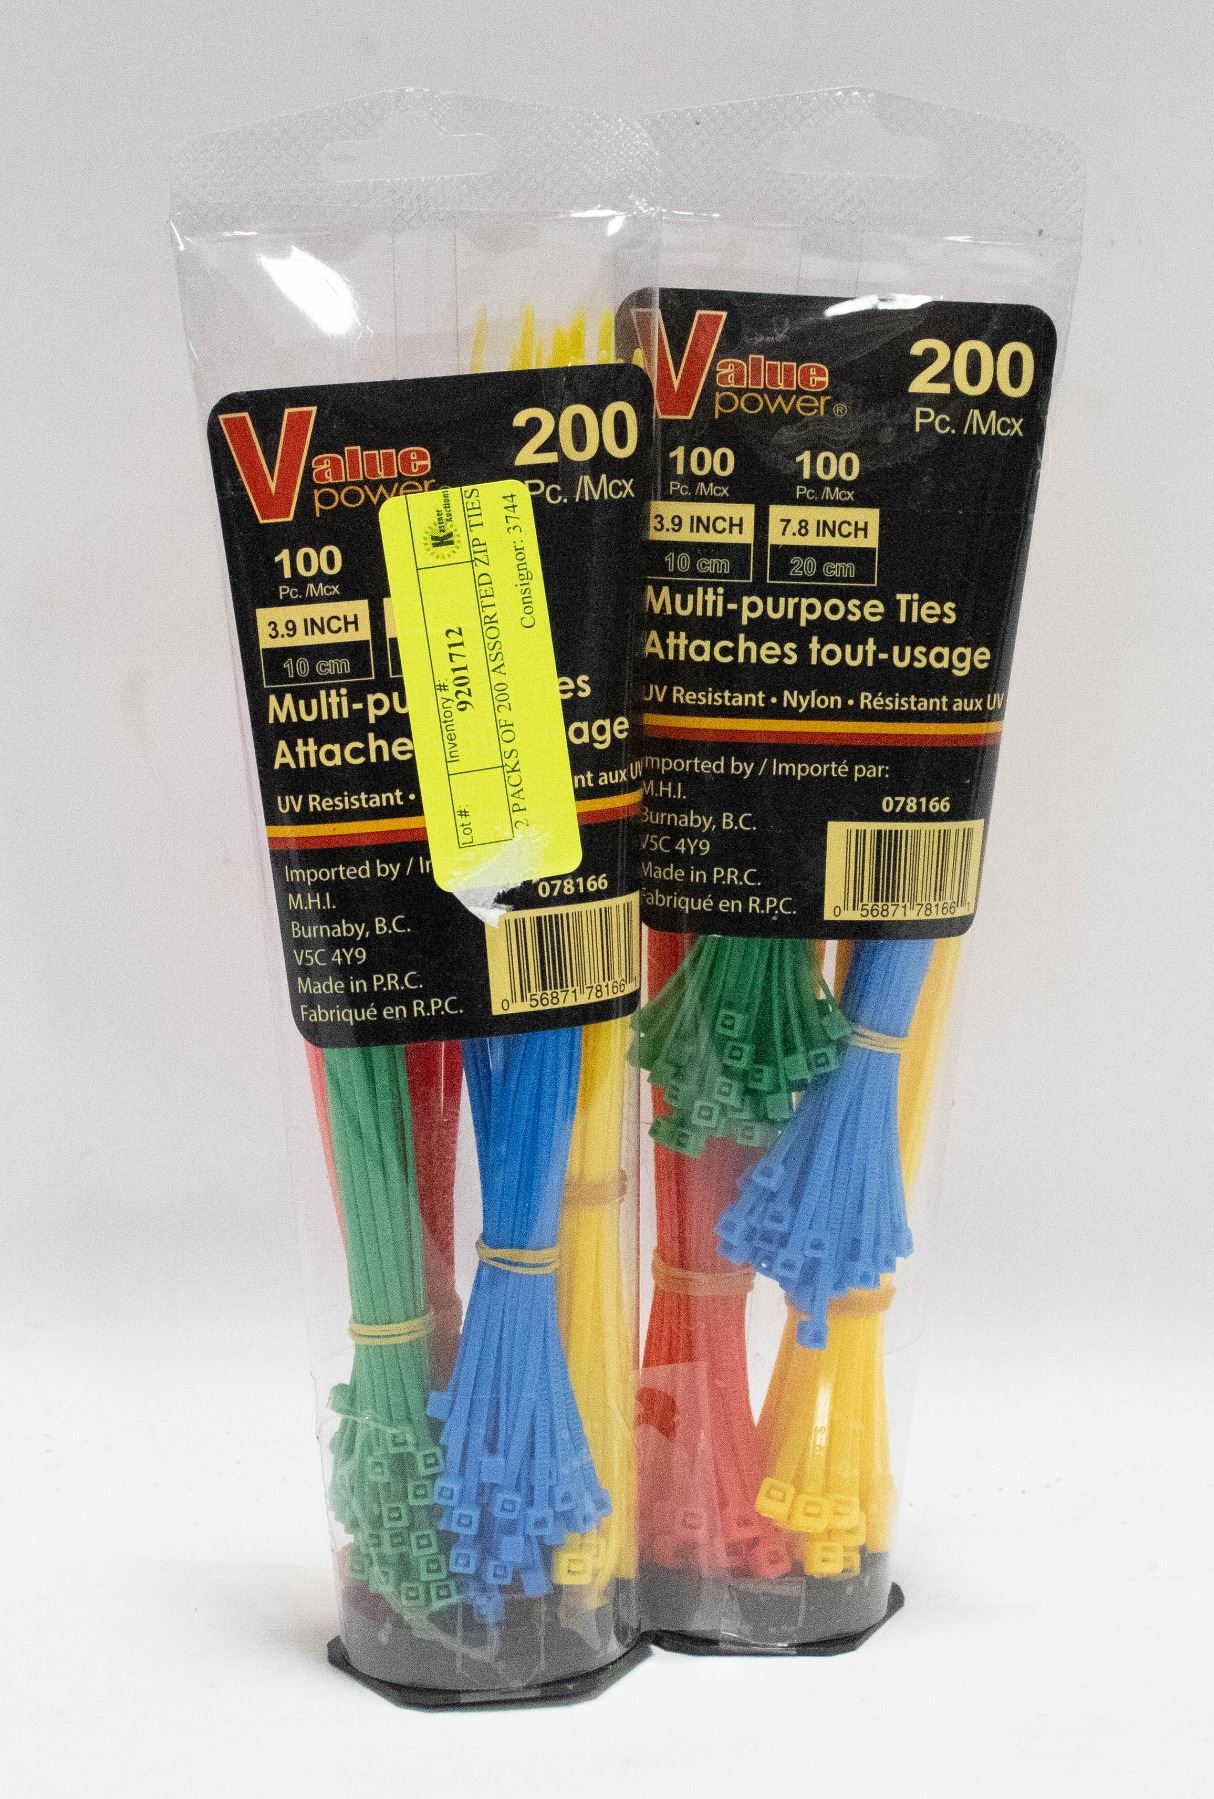 Value
power
200
Pc. /Mcx
100
Pc. /Mcx
3.9 INCH
10 cm
Multi-pu es
Attache age
UV Resistant • nt aux UV
Imported by / I
M.H.I.
Burnaby, B.C.
V5C 4Y9
Made in P.R.C.
Fabriqué en R.P.C.
078166
0 56871 78166 1
Kastner
Auctions
Lot #:
Inventory #:
9201712
2 PACKS OF 200 ASSORTED ZIP TIES
Consignor: 3744
Value
power®
200
Pc. /Mcx
100 100
Pc. /Mcx Pc. /Mcx
3.9 INCH 7.8 INCH
10 cm 20 cm
Multi-purpose Ties
Attaches tout-usage
UV Resistant • Nylon • Résistant aux UV
Imported by / Importé par:
M.H.I.
Burnaby, B.C.
V5C 4Y9
Made in P.R.C.
Fabriqué en R.P.C.
078166
0 56871 78166 1